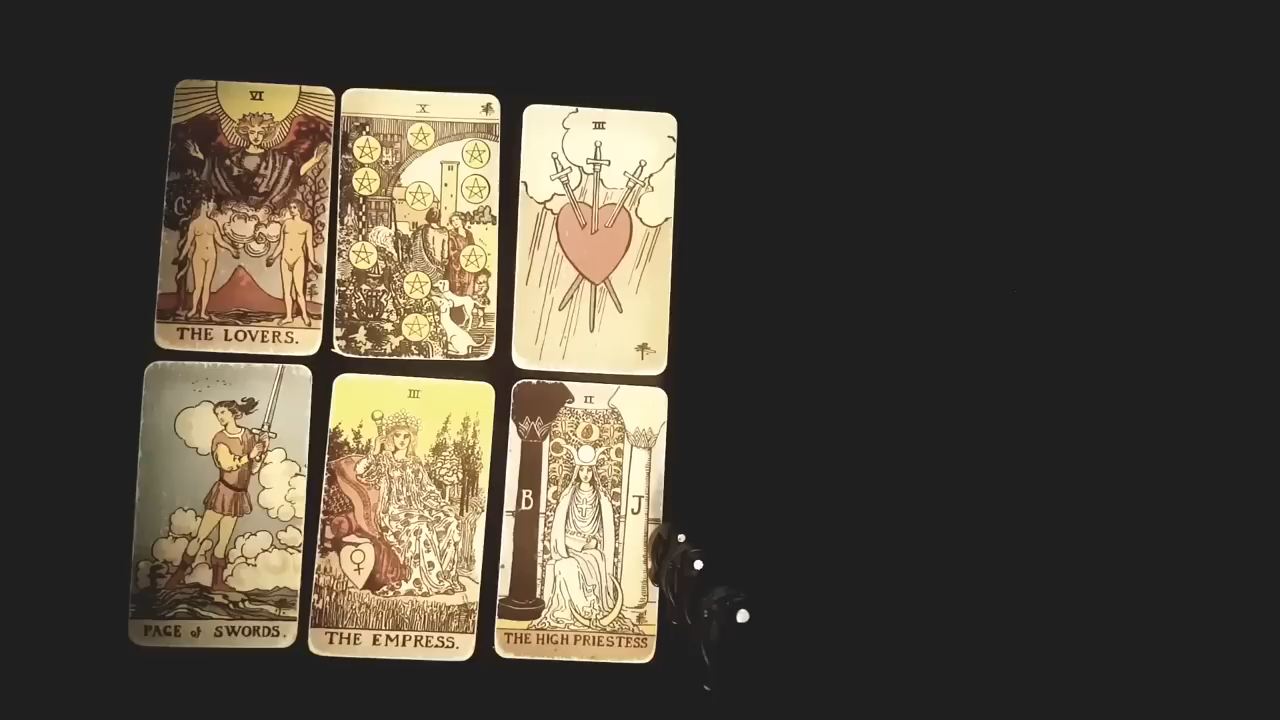 VI
X
III
THE LOVERS.
III
II
B
J
PAGE of SWORDS.
THE EMPRESS.
THE HIGH PRIESTESS